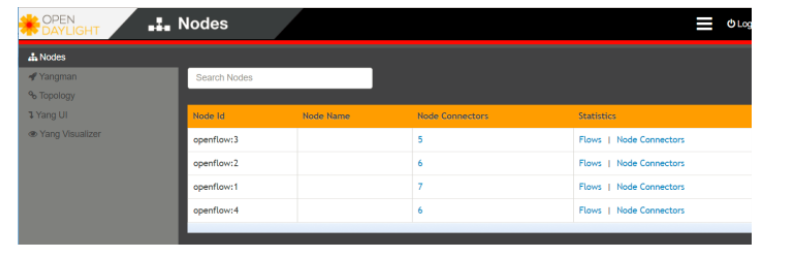 OPEN
DAYLIGHT
Nodes
Log
Nodes
Yangman
Topology
Yang UI
Yang Visualizer
Search Nodes
Node Id Node Name Node Connectors Statistics
openflow:3 5 Flows | Node Connectors
openflow:2 6 Flows | Node Connectors
openflow:1 7 Flows | Node Connectors
openflow:4 6 Flows | Node Connectors